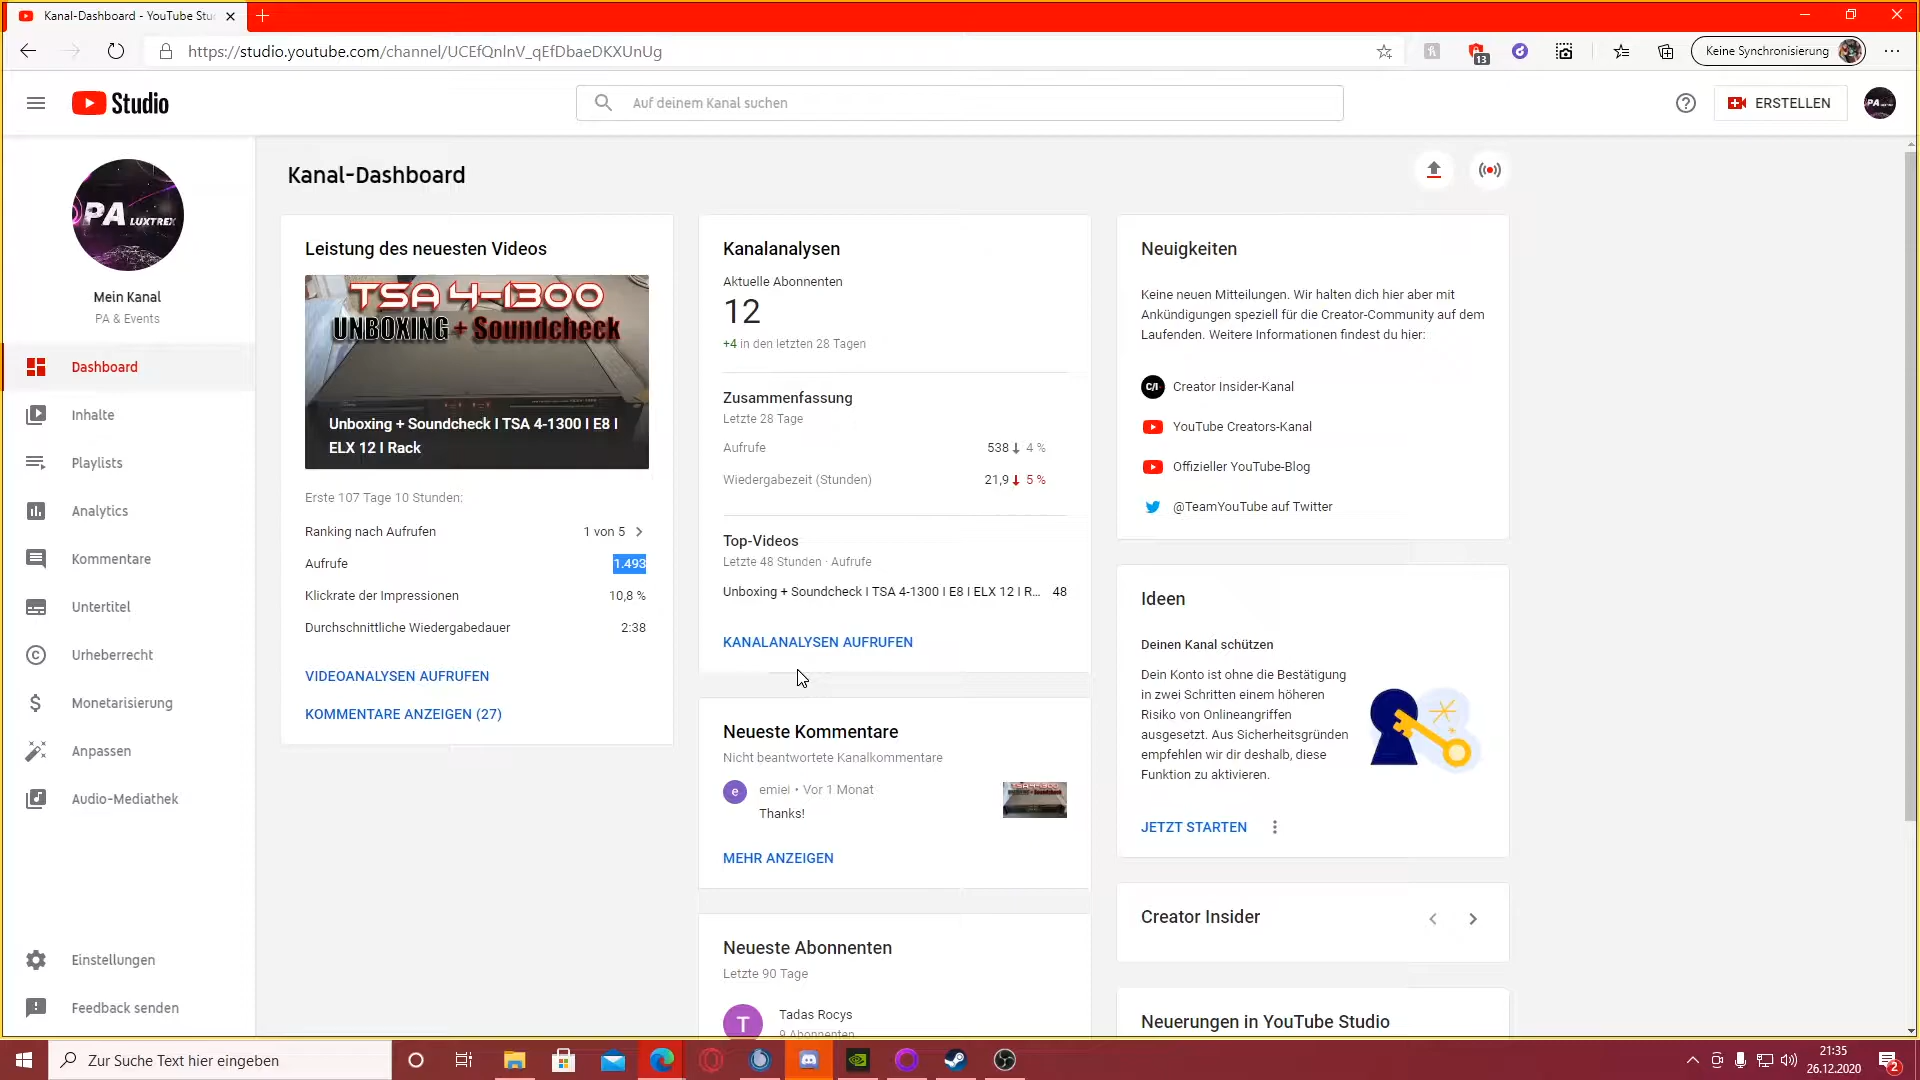 Kanal-Dashboard - YouTube Stu
https://studio.youtube.com/channel/UCEfQnlnV_qEfDbaeDKXUnUg
13
Keine Synchronisierung
Studio
Auf deinem Kanal suchen
ERSTELLEN
PA LUXTREX
Mein Kanal
PA & Events
Dashboard
Inhalte
Playlists
Analytics
Kommentare
Untertitel
Urheberrecht
Monetarisierung
Anpassen
Audio-Mediathek
Einstellungen
Feedback senden
Kanal-Dashboard
Leistung des neuesten Videos
TSA 4-1300
UNBOXING + Soundcheck
Unboxing + Soundcheck I TSA 4-1300 I E8 I
ELX 12 I Rack
Erste 107 Tage 10 Stunden:
Ranking nach Aufrufen 1 von 5
Aufrufe 1.493
Klickrate der Impressionen 10,8 %
Durchschnittliche Wiedergabedauer 2:38
VIDEOANALYSEN AUFRUFEN
KOMMENTARE ANZEIGEN (27)
Kanalanalysen
Aktuelle Abonnenten
12
+4 in den letzten 28 Tagen
Zusammenfassung
Letzte 28 Tage
Aufrufe 538 4 %
Wiedergabezeit (Stunden) 21,9 5 %
Top-Videos
Letzte 48 Stunden · Aufrufe
Unboxing + Soundcheck I TSA 4-1300 I E8 I ELX 12 I R... 48
KANALANALYSEN AUFRUFEN
Neueste Kommentare
Nicht beantwortete Kanalkommentare
e
emiei • Vor 1 Monat
Thanks!
MEHR ANZEIGEN
Neueste Abonnenten
Letzte 90 Tage
T
Tadas Rocys
9 Abonnenten
Neuigkeiten
Keine neuen Mitteilungen. Wir halten dich hier aber mit
Ankündigungen speziell für die Creator-Community auf dem
Laufenden. Weitere Informationen findest du hier:
C/I
Creator Insider-Kanal
YouTube Creators-Kanal
Offizieller YouTube-Blog
@TeamYouTube auf Twitter
Ideen
Deinen Kanal schützen
Dein Konto ist ohne die Bestätigung
in zwei Schritten einem höheren
Risiko von Onlineangriffen
ausgesetzt. Aus Sicherheitsgründen
empfehlen wir dir deshalb, diese
Funktion zu aktivieren.
JETZT STARTEN
Creator Insider
Neuerungen in YouTube Studio
Zur Suche Text hier eingeben
21:35
26.12.2020
2